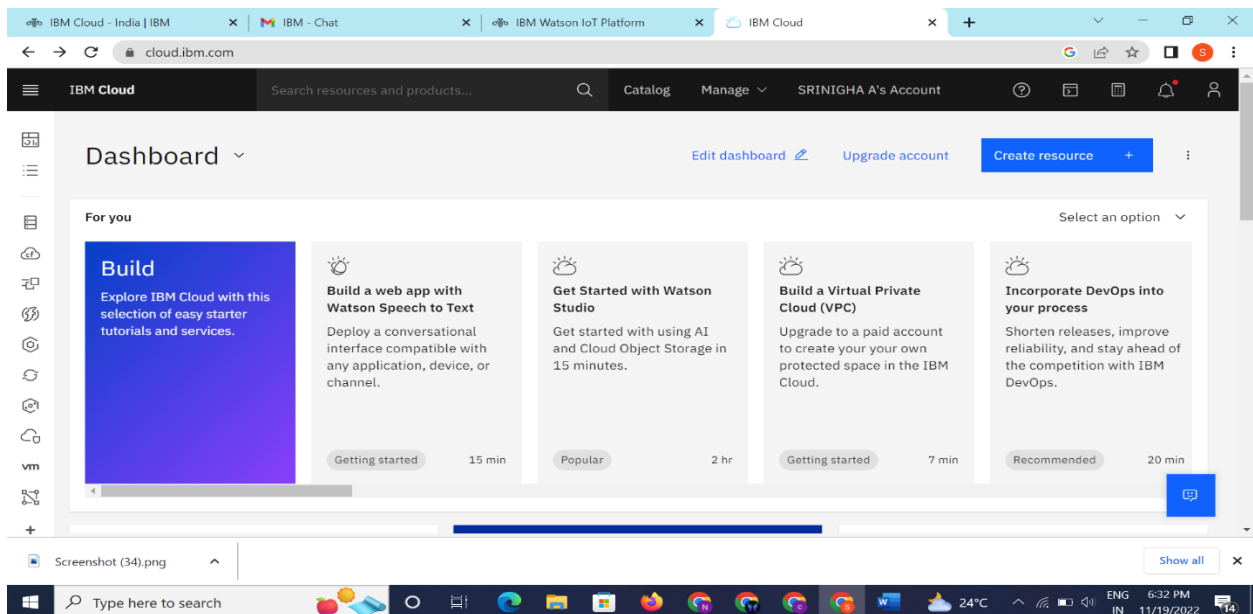 IBM Cloud - India | IBM
IBM - Chat
IBM Watson IoT Platform
IBM Cloud
cloud.ibm.com
G
S
IBM Cloud
Search resources and products...
Catalog
Manage
SRINIGHA A's Account
Dashboard
Edit dashboard
Upgrade account
Create resource +
For you
Select an option
Build
Explore IBM Cloud with this
selection of easy starter
tutorials and services.
Build a web app with
Watson Speech to Text
Deploy a conversational
interface compatible with
any application, device, or
channel.
Getting started
15 min
Get Started with Watson
Studio
Get started with using AI
and Cloud Object Storage in
15 minutes.
Popular
2 hr
Build a Virtual Private
Cloud (VPC)
Upgrade to a paid account
to create your your own
protected space in the IBM
Cloud.
Getting started
7 min
Incorporate DevOps into
your process
Shorten releases, improve
reliability, and stay ahead of
the competition with IBM
DevOps.
Recommended
20 min
vm
Screenshot (34).png
Show all
Type here to search
24°C
ENG
IN
6:32 PM
11/19/2022
14